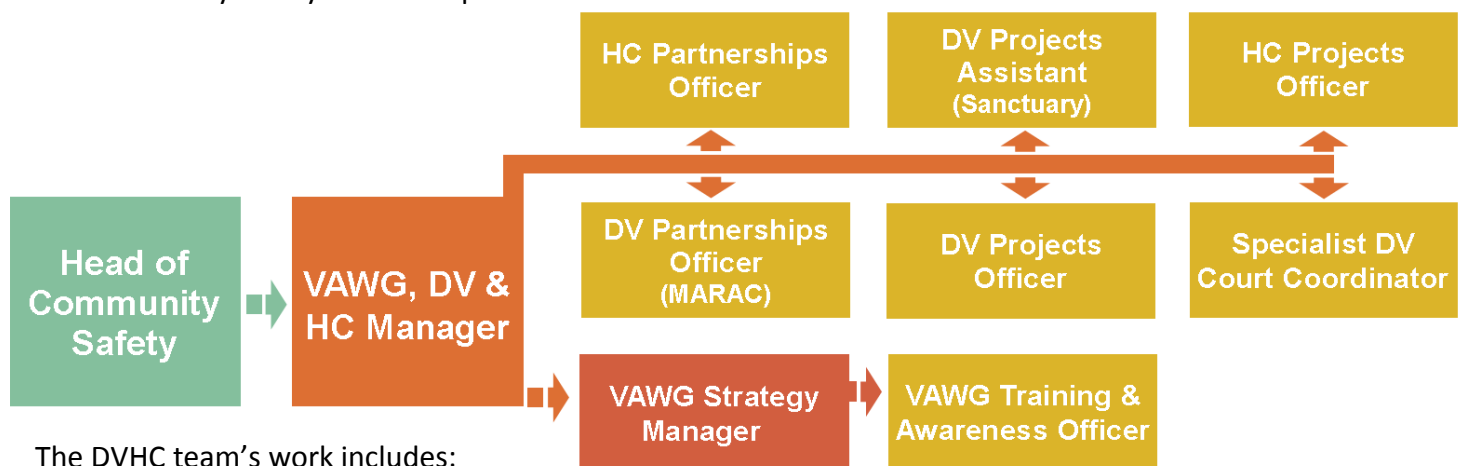 HC Partnerships
Officer
DV Projects
Assistant
(Sanctuary)
HC Projects
Officer
Head of
Community
Safety
VAWG, DV &
HC Manager
DV Partnerships
Officer
(MARAC)
DV Projects
Officer
Specialist DV
Court Coordinator
VAWG Strategy
Manager
VAWG Training &
Awareness Officer
The DVHC team’s work includes: